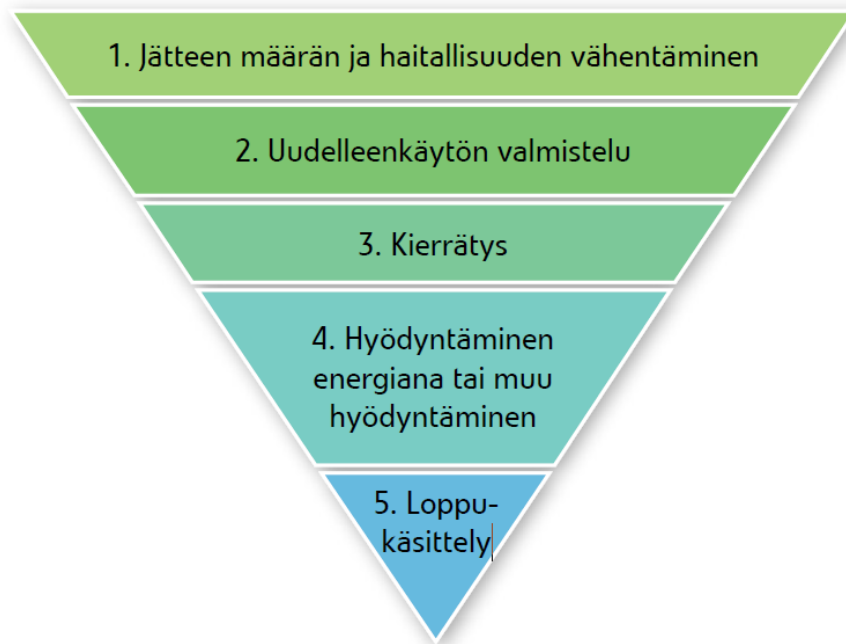 1. Jätteen määrän ja haitallisuuden vähentäminen
2. Uudelleenkäytön valmistelu
3. Kierrätys
4. Hyödyntäminen
energiana tai muu
hyödyntäminen
5. Loppu-
käsittely